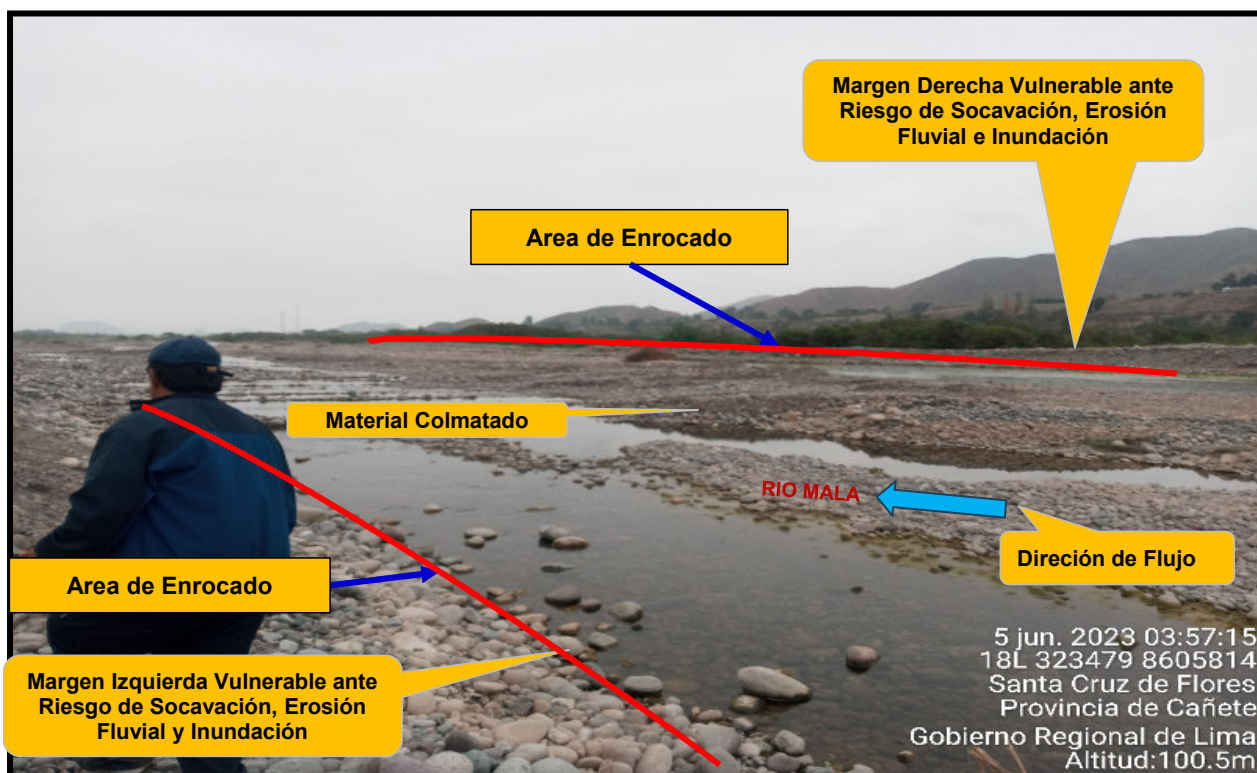 Margen Derecha Vulnerable ante
Riesgo de Socavación, Erosión
Fluvial e Inundación
Area de Enrocado
Material Colmatado
RIO MALA
Direción de Flujo
Area de Enrocado
Margen Izquierda Vulnerable ante
Riesgo de Socavación, Erosión
Fluvial y Inundación
5 jun. 2023 03:57:15
18L 323479 8605814
Santa Cruz de Flores
Provincia de Cañete
Gobierno Regional de Lima
Altitud:100.5m